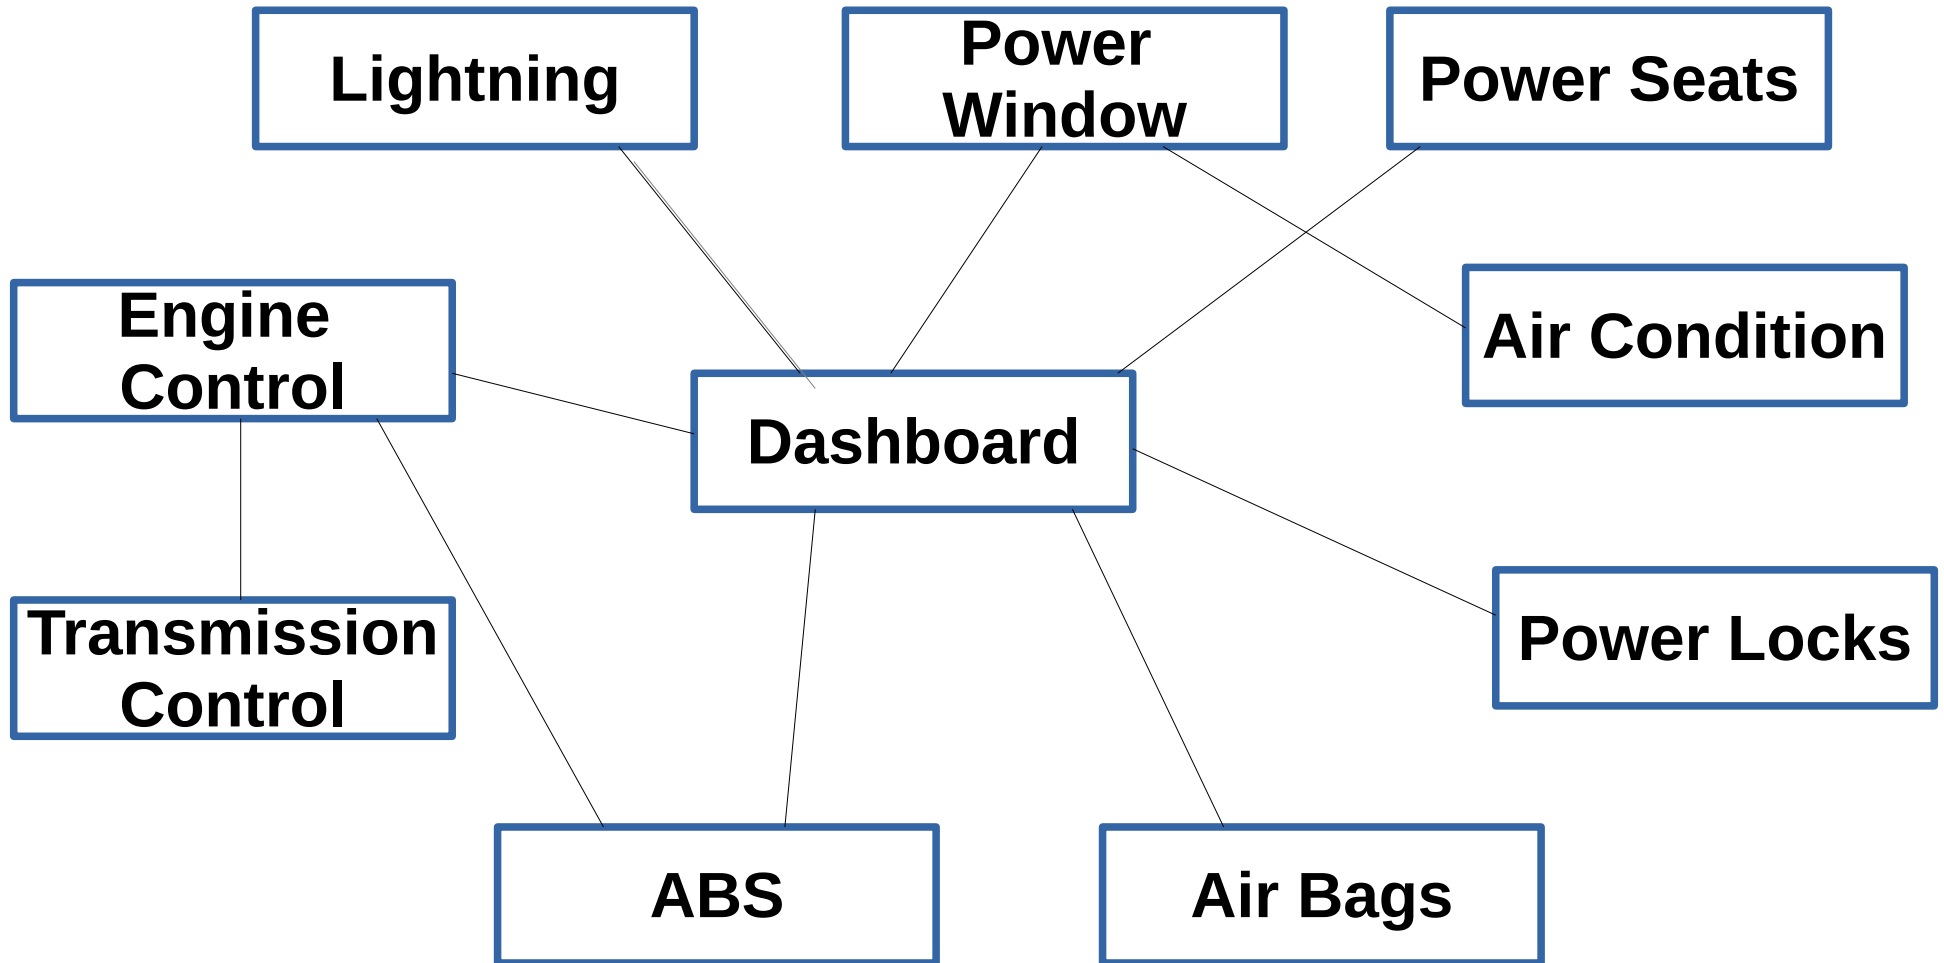 Lightning
Power
Window
Power Seats
Engine
Control
Air Condition
Dashboard
Transmission
Control
Power Locks
ABS
Air Bags